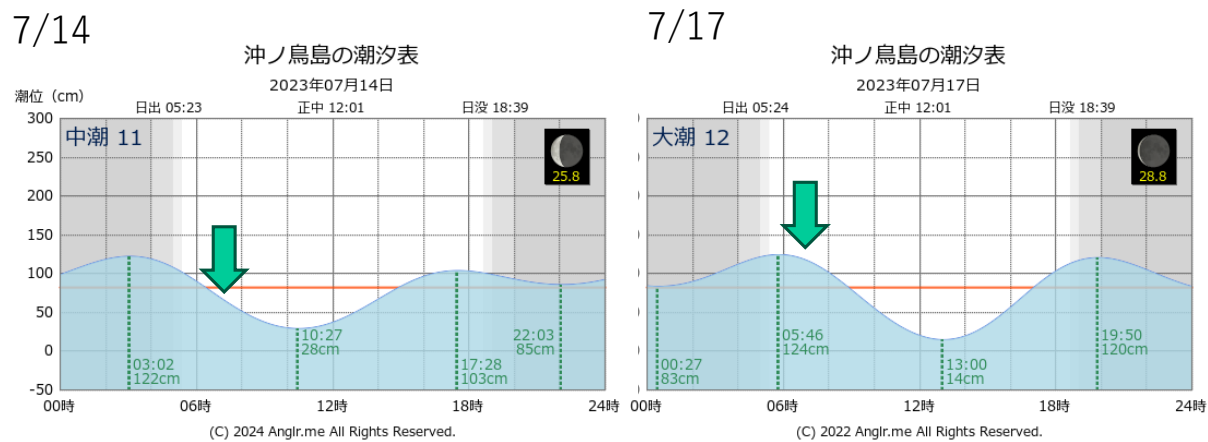 7/14
沖ノ鳥島の潮汐表
2023年07月14日
潮位（cm）
日出 05:23
正中 12:01
日没 18:39
300
250
200
150
100
50
0
-50
中潮 11
25.8
03:02
122cm
10:27
28cm
17:28
103cm
22:03
85cm
00時
06時
12時
18時
24時
(C) 2024 Anglr.me All Rights Reserved.
7/17
沖ノ鳥島の潮汐表
2023年07月17日
日出 05:24
正中 12:01
日没 18:39
大潮 12
28.8
00:27
83cm
05:46
124cm
13:00
14cm
19:50
120cm
00時
06時
12時
18時
24時
(C) 2022 Anglr.me All Rights Reserved.